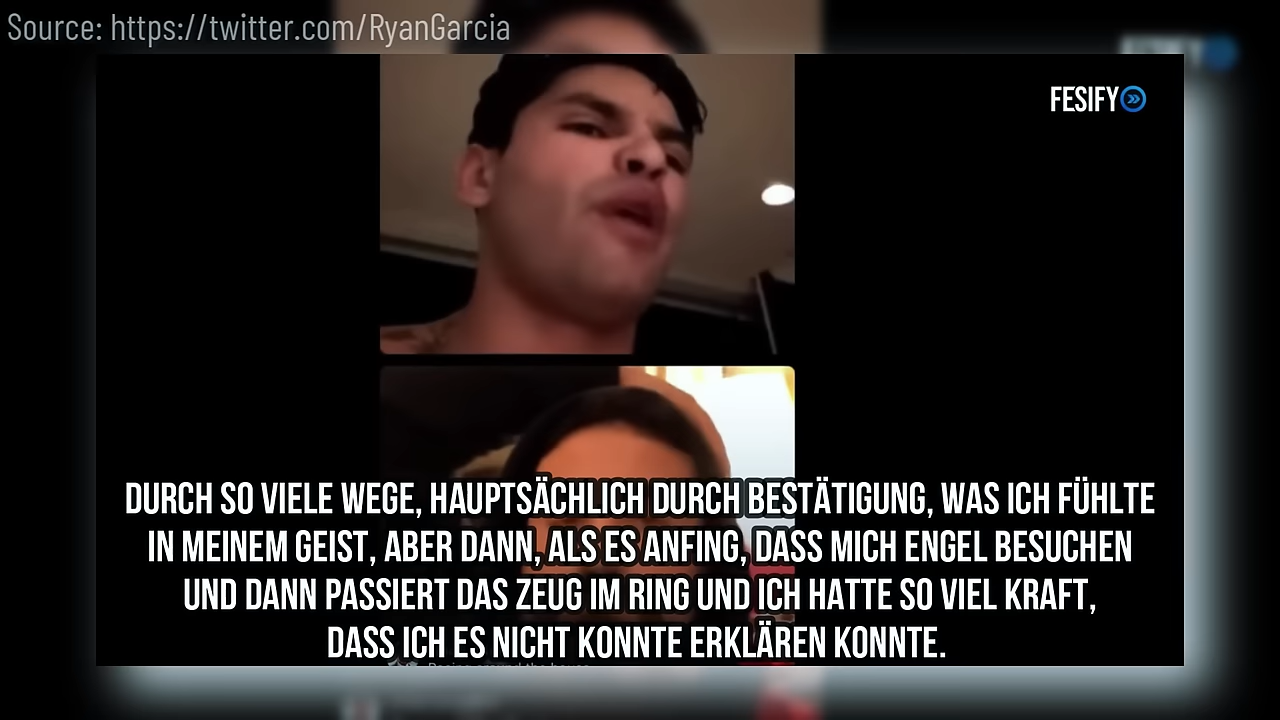 Source: https://twitter.com/RyanGarcia
FESIFY
DURCH SO VIELE WEGE, HAUPTSÄCHLICH DURCH BESTÄTIGUNG, WAS ICH FÜHLTE
IN MEINEM GEIST, ABER DANN, ALS ES ANFING, DASS MICH ENGEL BESUCHEN
UND DANN PASSIERT DAS ZEUG IM RING UND ICH HATTE SO VIEL KRAFT,
DASS ICH ES NICHT KONNTE ERKLÄREN KONNTE.